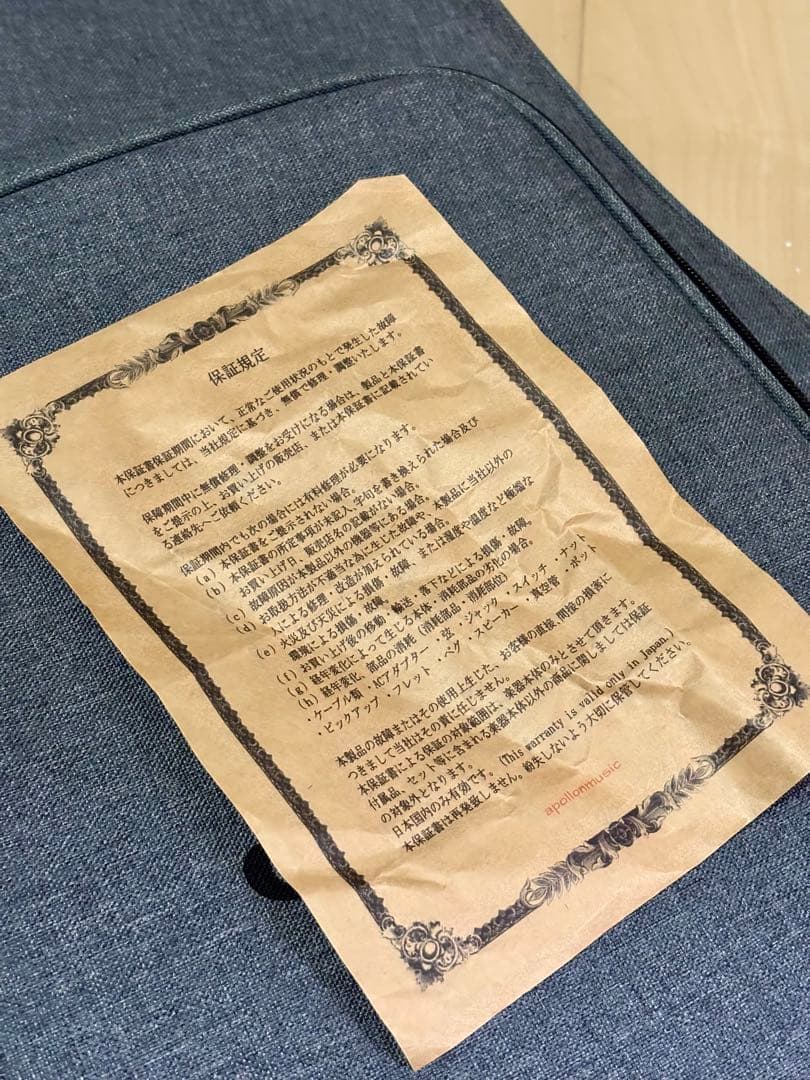 保証規定
本保証書保証期間において、正常なご使用状況のもとで発生した故障
につきましては、当社規定に基づき、無償で修理・調整いたします。
保障期間中に無償修理・調整をお受けになる場合は、製品と本保証書
をご提示の上、お買い上げの販売店、または本保証書に記載されてい
る連絡先へご依頼ください。
保証期間内でも次の場合には有料修理が必要になります。
(a) 本保証書をご提示されない場合。
(b) 本保証書の所定事項が未記入、字句を書き換えられた場合及び
お買い上げ日、販売店名の記載がない場合。
(c) 故障原因が本製品以外の機器等にある場合。
(d) お取扱方法が不適当な為に生じた故障や、本製品に当社以外の
人による修理・改造が加えられている場合。
(e) 火災及び天災による損傷・故障、または湿度や温度など極端な
環境による損傷・故障。
(f) お買い上げ後の移動・輸送・落下などによる損傷・故障。
(g) 経年変化によって生じる木体・消耗部品の劣化の場合。
(h) 経年変化、部品の消耗 (消耗部品・消耗部位)
・ケーブル類 ・ACアダプター ・弦 ・ジャック ・スイッチ ・ナット
・ピックアップ ・フレット ・ペグ ・スピーカー ・真空管 ・ポット
本製品の故障またはその使用上生じた、お客様の直接、間接の損害に
つきまして当社はその責に任じません。
本保証書による保証の対象範囲は、楽器本体のみとさせて頂きます。
付属品、セット等に含まれる楽器本体以外の商品に関しましては保証
の対象外となります。
日本国内のみ有効です。 (This warranty is valid only in Japan.)
本保証書は再発致しません。紛失しないよう大切に保管してください。
apollonmusic